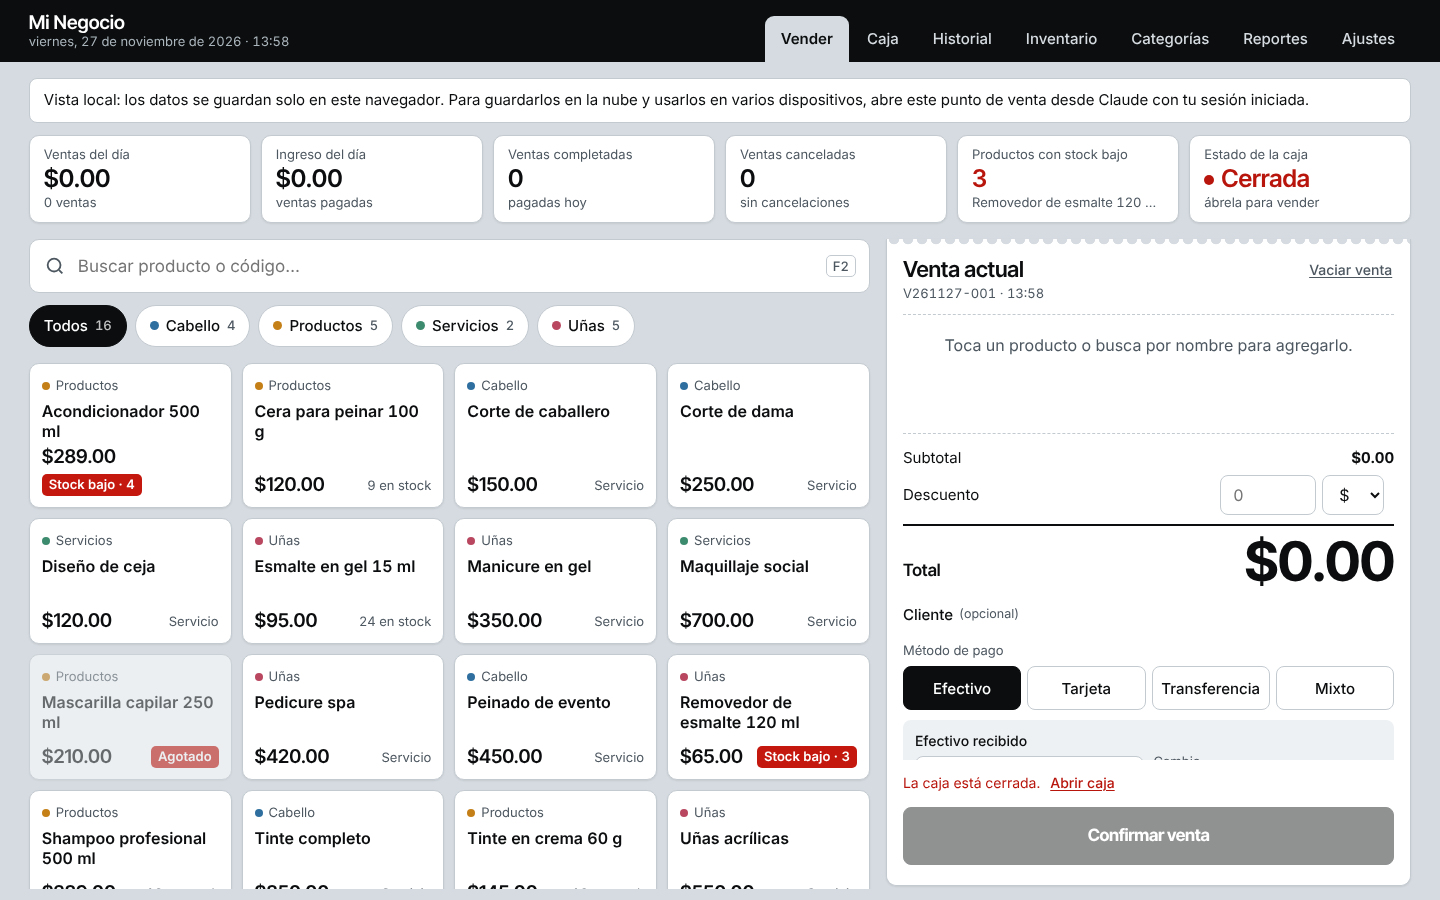 Mi Negocio
viernes, 27 de noviembre de 2026 · 13:58
Vender
Caja
Historial
Inventario
Categorías
Reportes
Ajustes
Vista local: los datos se guardan solo en este navegador. Para guardarlos en la nube y usarlos en varios dispositivos, abre este punto de venta desde Claude con tu sesión iniciada.
Ventas del día
$0.00
0 ventas
Ingreso del día
$0.00
ventas pagadas
Ventas completadas
0
pagadas hoy
Ventas canceladas
0
sin cancelaciones
Productos con stock bajo
3
Removedor de esmalte 120 ...
Estado de la caja
Cerrada
ábrela para vender
Buscar producto o código...
F2
Todos 16
Cabello 4
Productos 5
Servicios 2
Uñas 5
Productos
Acondicionador 500
ml
$289.00
Stock bajo · 4
Productos
Cera para peinar 100
g
$120.00
9 en stock
Cabello
Corte de caballero
$150.00
Servicio
Cabello
Corte de dama
$250.00
Servicio
Servicios
Diseño de ceja
$120.00
Servicio
Uñas
Esmalte en gel 15 ml
$95.00
24 en stock
Uñas
Manicure en gel
$350.00
Servicio
Servicios
Maquillaje social
$700.00
Servicio
Productos
Mascarilla capilar 250
ml
$210.00
Agotado
Uñas
Pedicure spa
$420.00
Servicio
Cabello
Peinado de evento
$450.00
Servicio
Uñas
Removedor de
esmalte 120 ml
$65.00
Stock bajo · 3
Productos
Shampoo profesional
500 ml
Cabello
Tinte completo
Productos
Tinte en crema 60 g
Uñas
Uñas acrílicas
Venta actual
Vaciar venta
V261127-001 · 13:58
Toca un producto o busca por nombre para agregarlo.
Subtotal
$0.00
Descuento
0
$
Total
$0.00
Cliente (opcional)
Método de pago
Efectivo
Tarjeta
Transferencia
Mixto
Efectivo recibido
La caja está cerrada. Abrir caja
Confirmar venta